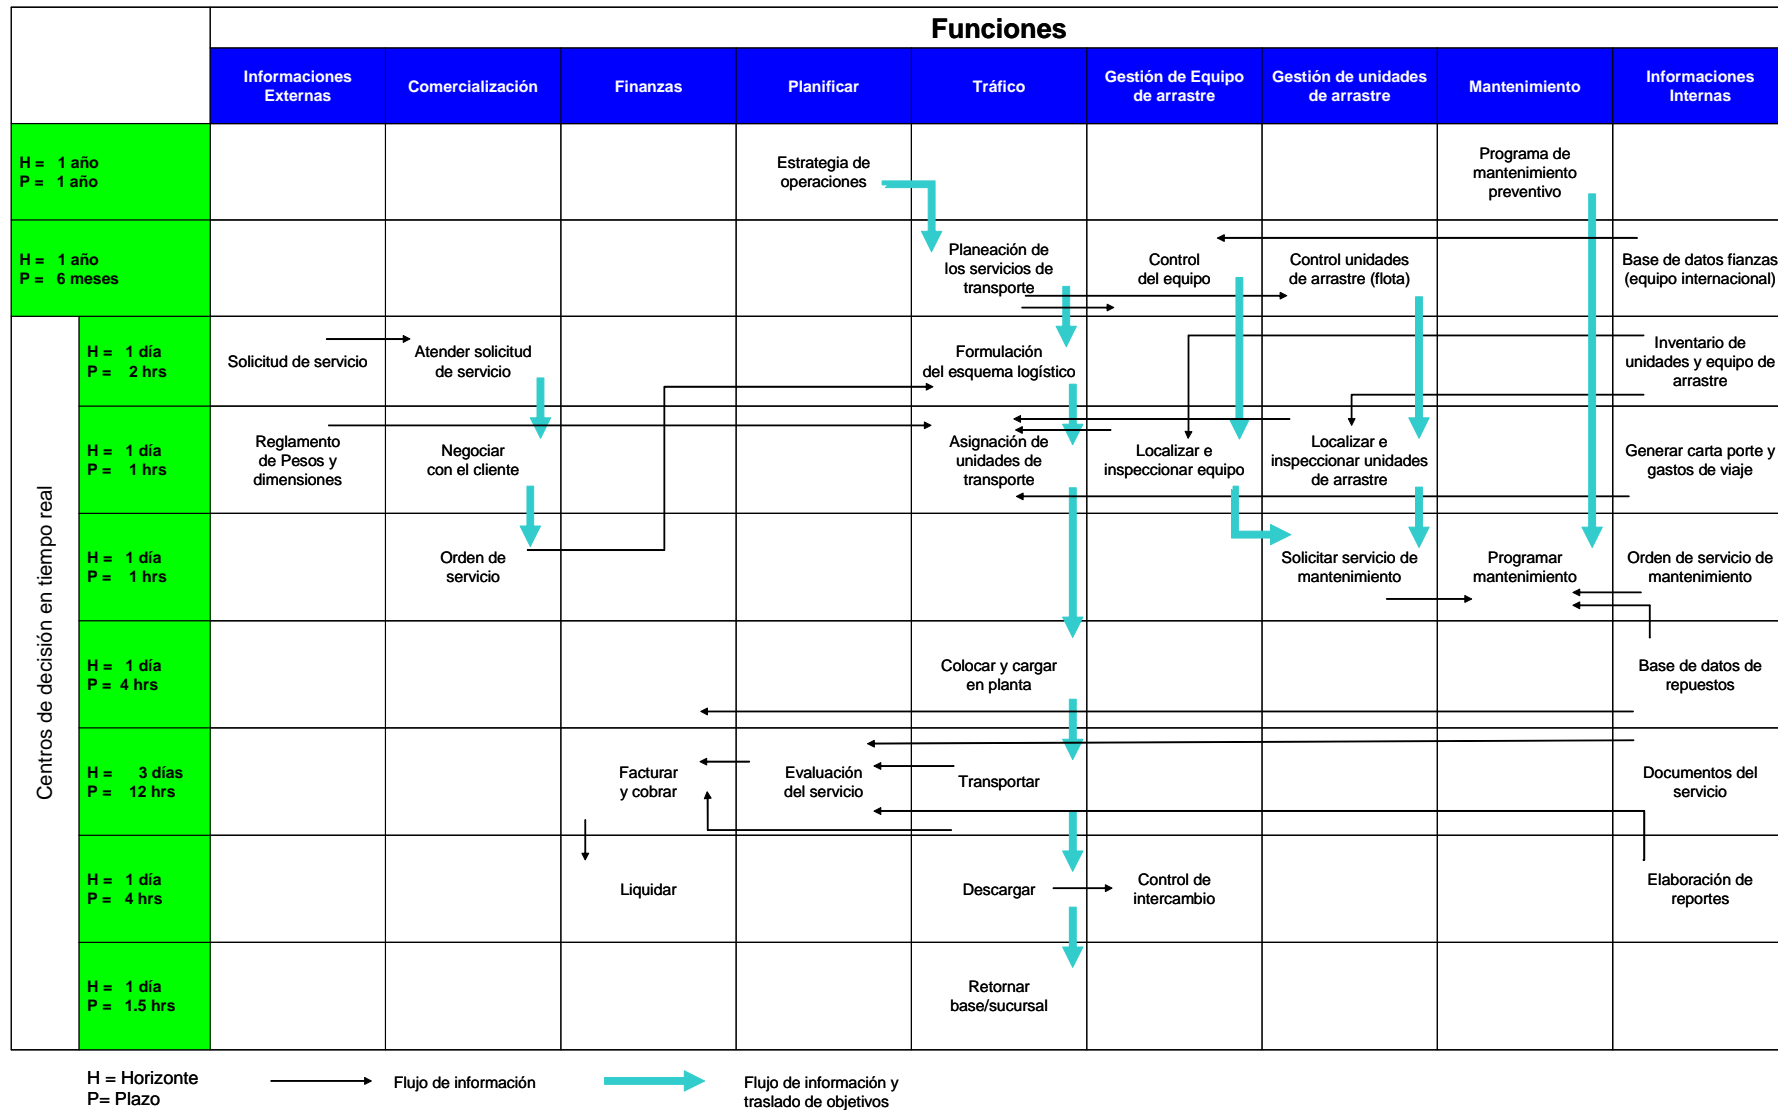 Funciones
Informaciones
Externas
Comercialización
Finanzas
Planificar
Tráfico
Gestión de Equipo
de arrastre
Gestión de unidades
de arrastre
Mantenimiento
Informaciones
Internas
H = 1 año
P = 1 año
Estrategia de
operaciones
Programa de
mantenimiento
preventivo
H = 1 año
P = 6 meses
Planeación de
los servicios de
transporte
Control
del equipo
Control unidades
de arrastre (flota)
Base de datos fianzas
(equipo internacional)
Centros de decisión en tiempo real
H = 1 día
P = 2 hrs
Solicitud de servicio
Atender solicitud
de servicio
Formulación
del esquema logístico
Inventario de
unidades y equipo de
arrastre
H = 1 día
P = 1 hrs
Reglamento
de Pesos y
dimensiones
Negociar
con el cliente
Asignación de
unidades de
transporte
Localizar e
inspeccionar equipo
Localizar e
inspeccionar unidades
de arrastre
Generar carta porte y
gastos de viaje
H = 1 día
P = 1 hrs
Orden de
servicio
Solicitar servicio de
mantenimiento
Programar
mantenimiento
Orden de servicio de
mantenimiento
H = 1 día
P = 4 hrs
Colocar y cargar
en planta
Base de datos de
repuestos
H = 3 días
P = 12 hrs
Facturar
y cobrar
Evaluación
del servicio
Transportar
Documentos del
servicio
H = 1 día
P = 4 hrs
Liquidar
Descargar
Control de
intercambio
Elaboración de
reportes
H = 1 día
P = 1.5 hrs
Retornar
base/sucursal
H = Horizonte
P= Plazo
Flujo de información
Flujo de información y
traslado de objetivos